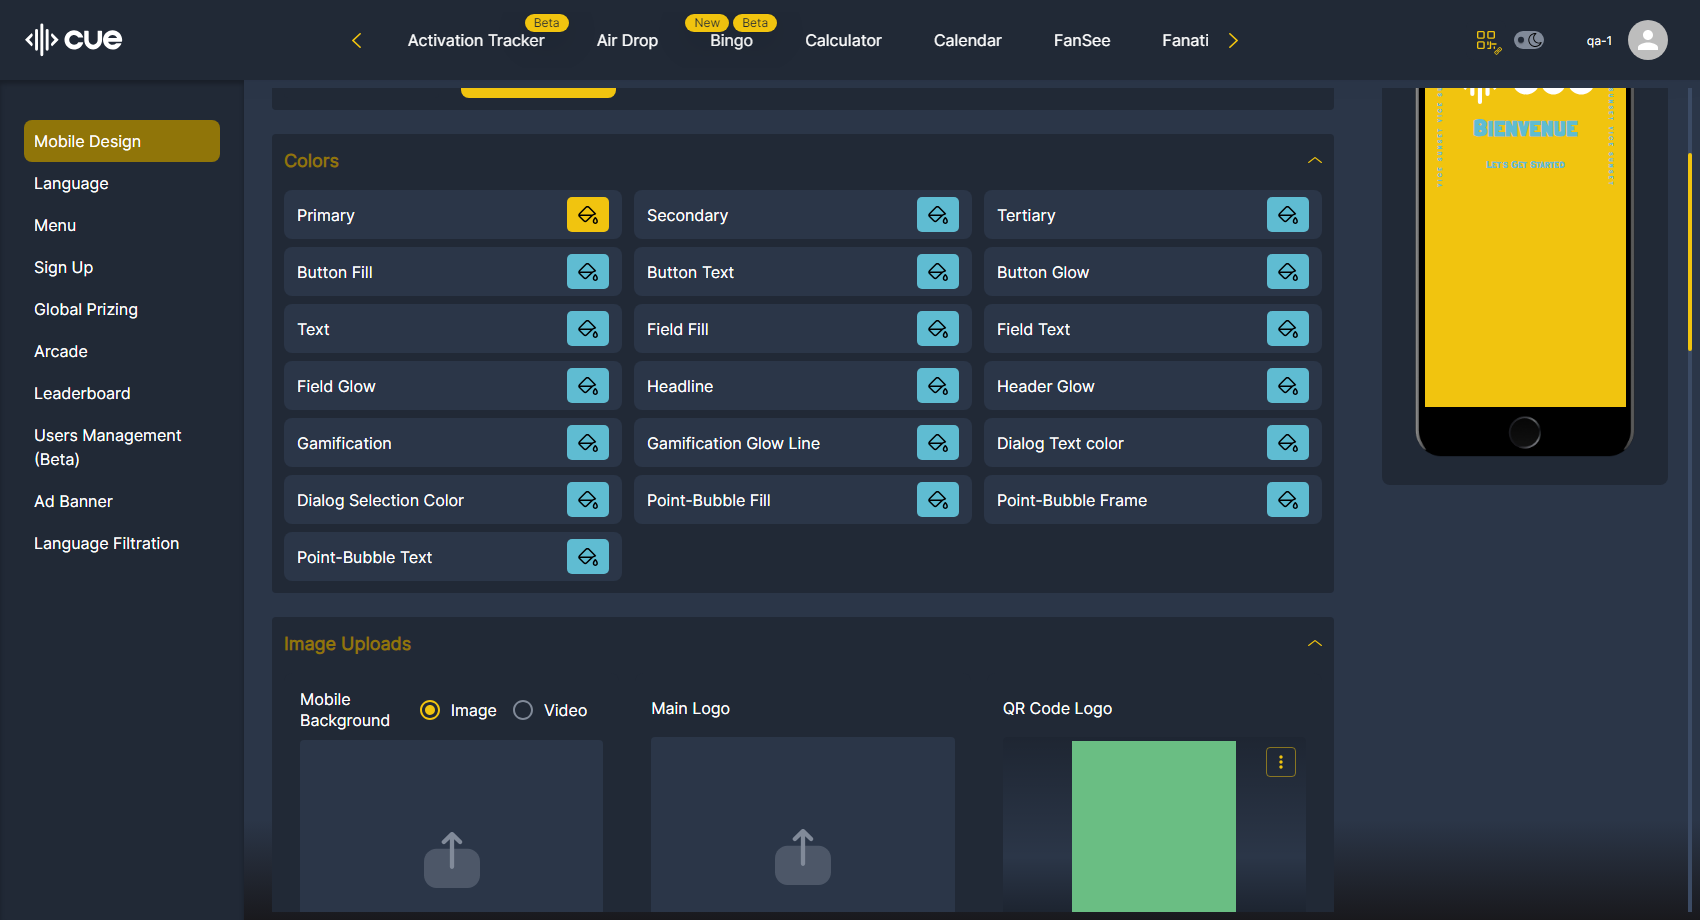 cue
Beta
New
Beta
Activation Tracker
Air Drop
Bingo
Calculator
Calendar
FanSee
Fanati
qa-1
Mobile Design
Language
Menu
Sign Up
Global Prizing
Arcade
Leaderboard
Users Management
(Beta)
Ad Banner
Language Filtration
Colors
Primary
Secondary
Tertiary
Button Fill
Button Text
Button Glow
Text
Field Fill
Field Text
Field Glow
Headline
Header Glow
Gamification
Gamification Glow Line
Dialog Text color
Dialog Selection Color
Point-Bubble Fill
Point-Bubble Frame
Point-Bubble Text
Image Uploads
Mobile
Background
Image
Video
Main Logo
QR Code Logo
Bienvenue
Let's Get Started